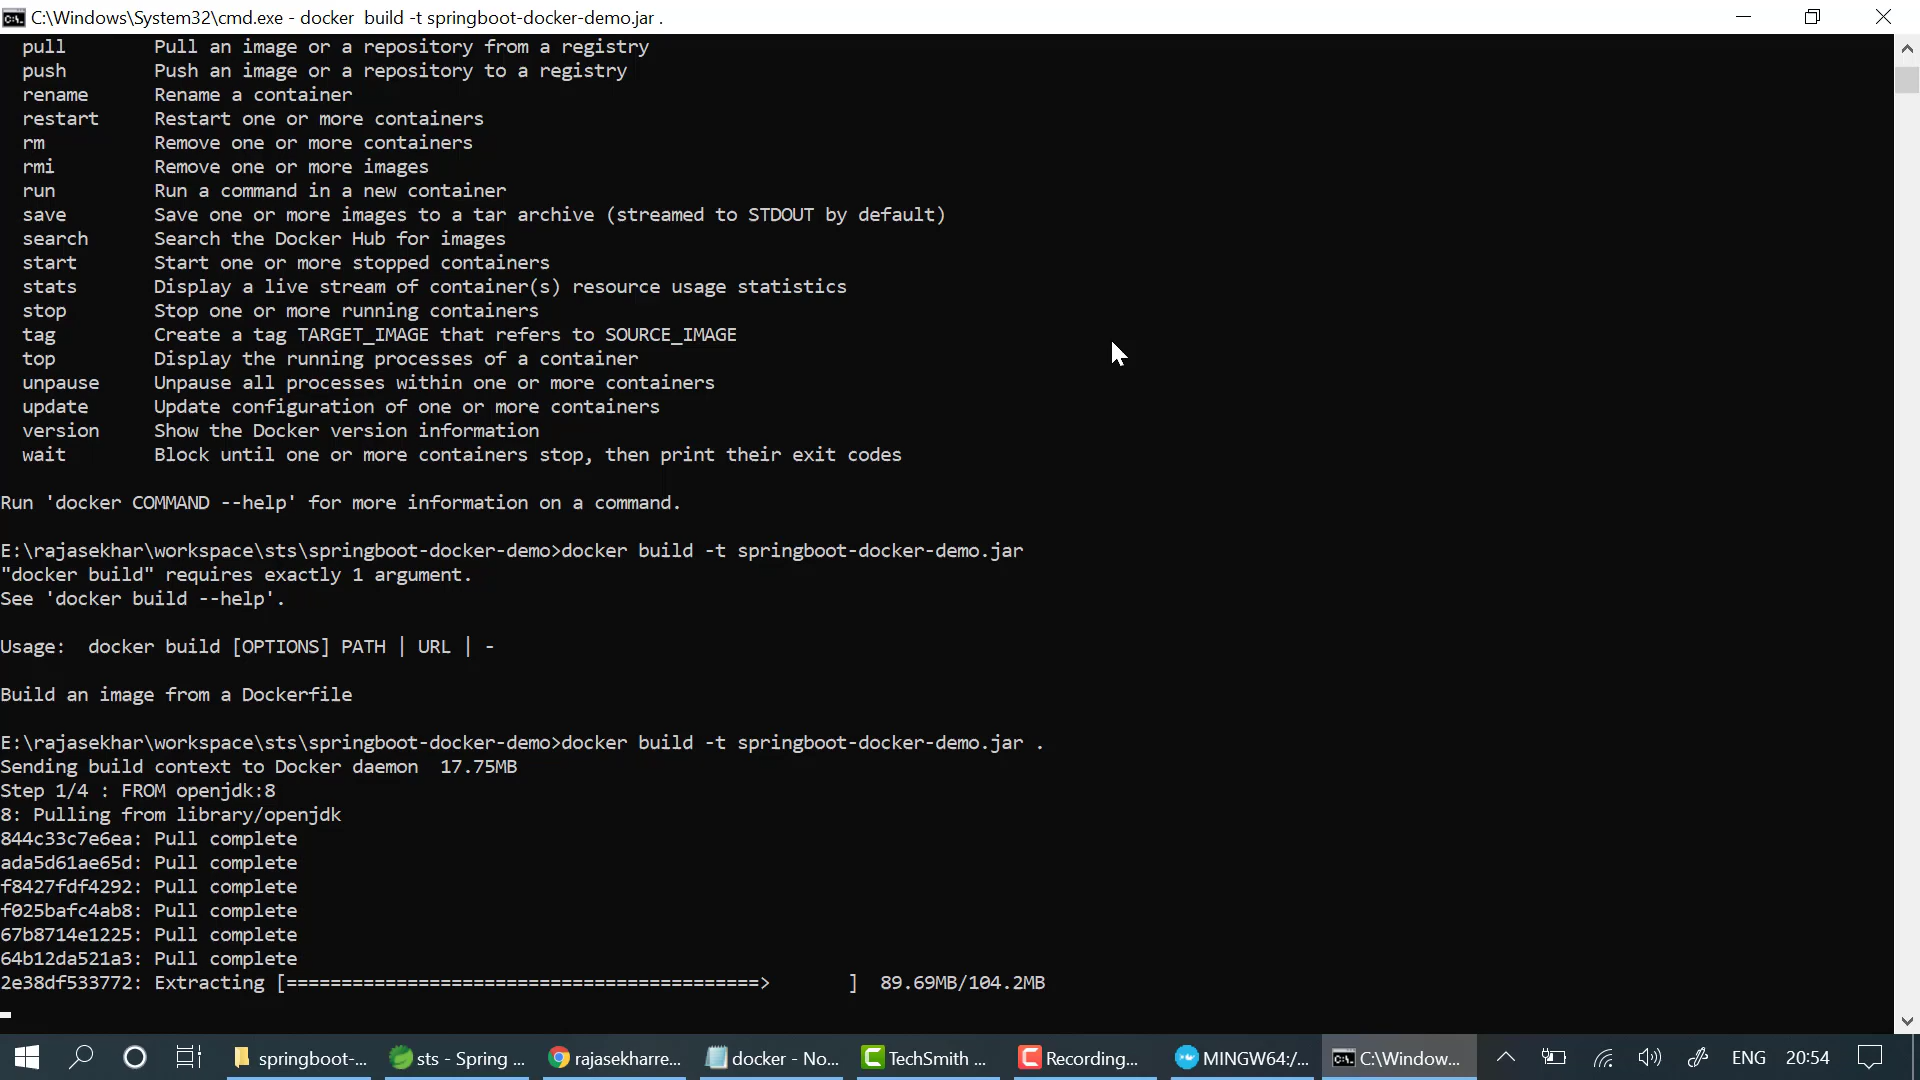 C:\Windows\System32\cmd.exe - docker  build -t springboot-docker-demo.jar .
pull        Pull an image or a repository from a registry
push        Push an image or a repository to a registry
rename      Rename a container
restart     Restart one or more containers
rm          Remove one or more containers
rmi         Remove one or more images
run         Run a command in a new container
save        Save one or more images to a tar archive (streamed to STDOUT by default)
search      Search the Docker Hub for images
start       Start one or more stopped containers
stats       Display a live stream of container(s) resource usage statistics
stop        Stop one or more running containers
tag         Create a tag TARGET_IMAGE that refers to SOURCE_IMAGE
top         Display the running processes of a container
unpause     Unpause all processes within one or more containers
update      Update configuration of one or more containers
version     Show the Docker version information
wait        Block until one or more containers stop, then print their exit codes
Run 'docker COMMAND --help' for more information on a command.
E:\rajasekhar\workspace\sts\springboot-docker-demo>docker build -t springboot-docker-demo.jar
"docker build" requires exactly 1 argument.
See 'docker build --help'.
Usage:  docker build [OPTIONS] PATH | URL | -
Build an image from a Dockerfile
E:\rajasekhar\workspace\sts\springboot-docker-demo>docker build -t springboot-docker-demo.jar .
Sending build context to Docker daemon  17.75MB
Step 1/4 : FROM openjdk:8
8: Pulling from library/openjdk
844c33c7e6ea: Pull complete
ada5d61ae65d: Pull complete
f8427fdf4292: Pull complete
f025bafc4ab8: Pull complete
67b8714e1225: Pull complete
64b12da521a3: Pull complete
2e38df533772: Extracting [===========================================>       ]  89.69MB/104.2MB
springboot-... sts - Spring ... rajasekharre... docker - No... TechSmith ... Recording... MINGW64:/... C:\Window... ENG 20:54